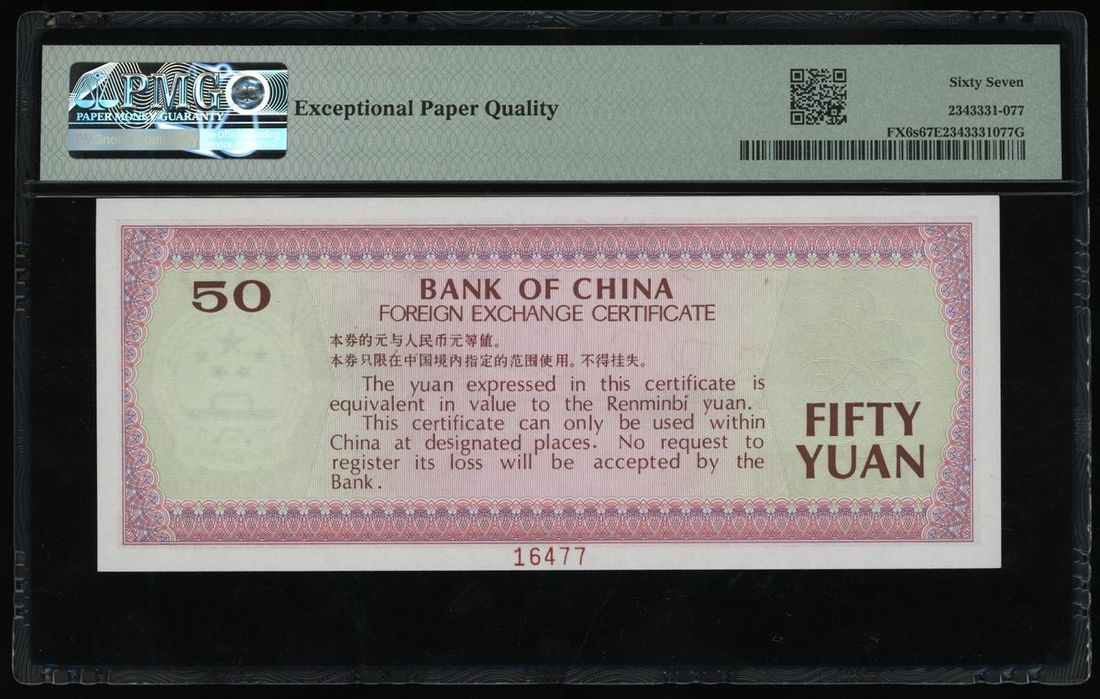 PMG
PAPER MONEY GUARANTY
Exceptional Paper Quality
Sixty Seven
2343331-077
FX6s67E2343331077G
50
BANK OF CHINA
FOREIGN EXCHANGE CERTIFICATE
本券的元与人民币元等值。
本券只限在中国境内指定的范围使用。不得挂失。
The yuan expressed in this certificate is
equivalent in value to the Renminbi yuan.
This certificate can only be used within
China at designated places. No request to
register its loss will be accepted by the
Bank.
FIFTY
YUAN
16477